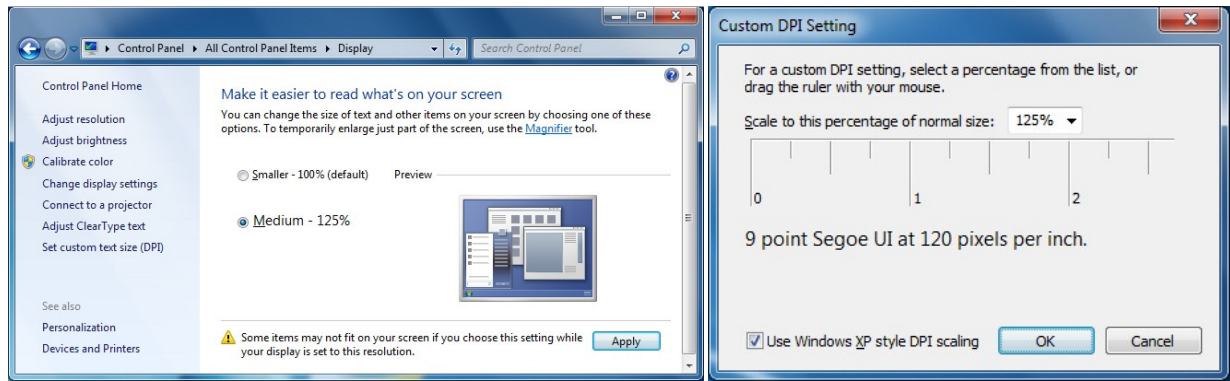 Control Panel
All Control Panel Items
Display
Search Control Panel
Control Panel Home
Adjust resolution
Adjust brightness
Calibrate color
Change display settings
Connect to a projector
Adjust ClearType text
Set custom text size (DPI)
See also
Personalization
Devices and Printers
Make it easier to read what's on your screen
You can change the size of text and other items on your screen by choosing one of these
options. To temporarily enlarge just part of the screen, use the Magnifier tool.
Smaller - 100% (default)
Preview
Medium - 125%
Some items may not fit on your screen if you choose this setting while
your display is set to this resolution.
Apply
Custom DPI Setting
For a custom DPI setting, select a percentage from the list, or
drag the ruler with your mouse.
Scale to this percentage of normal size: 125%
0 1 2
9 point Segoe UI at 120 pixels per inch.
Use Windows XP style DPI scaling
OK
Cancel